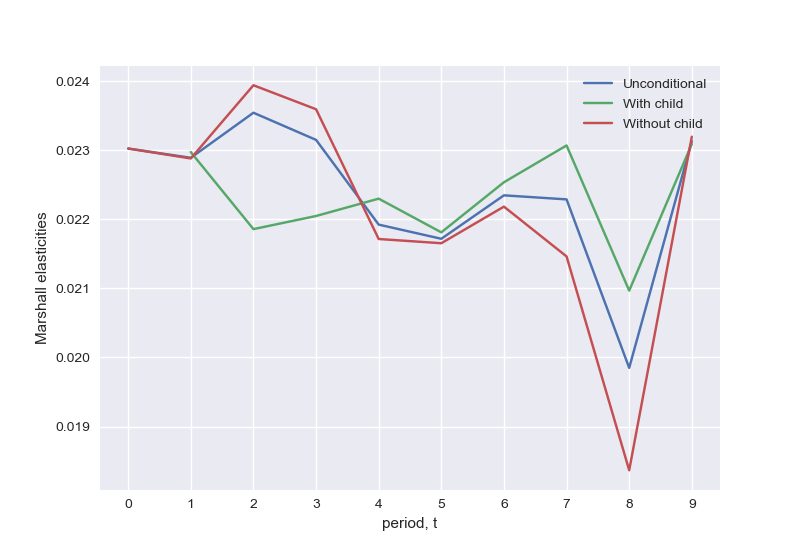 0.024
0.023
0.022
0.021
0.020
0.019
Marshall elasticities
Unconditional
With child
Without child
0 1 2 3 4 5 6 7 8 9
period, t